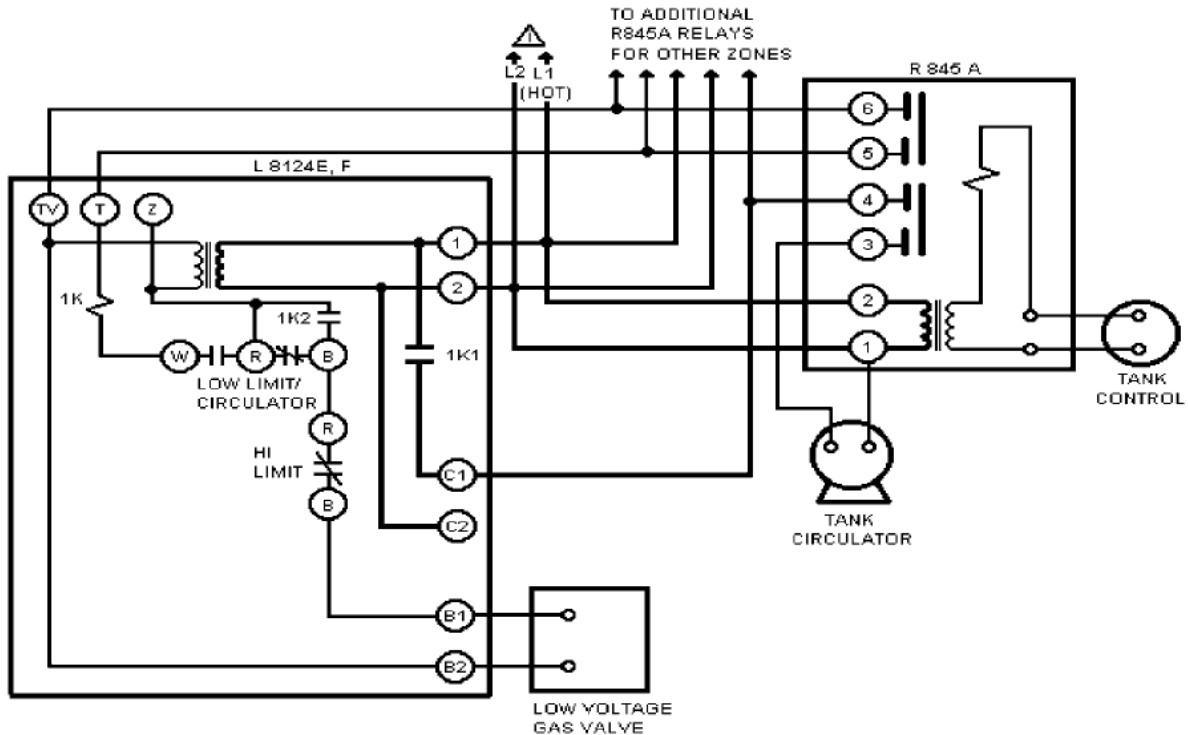 TO ADDITIONAL
R845A RELAYS
FOR OTHER ZONES
1
L2 L1
(HOT)
R 845 A
6
5
4
3
2
1
TANK
CONTROL
TANK
CIRCULATOR
L 8124E, F
TV T Z
1
2
1K
1K2
1K1
W R B
LOW LIMIT/
CIRCULATOR
R
HI
LIMIT
B
C1
C2
B1
B2
LOW VOLTAGE
GAS VALVE